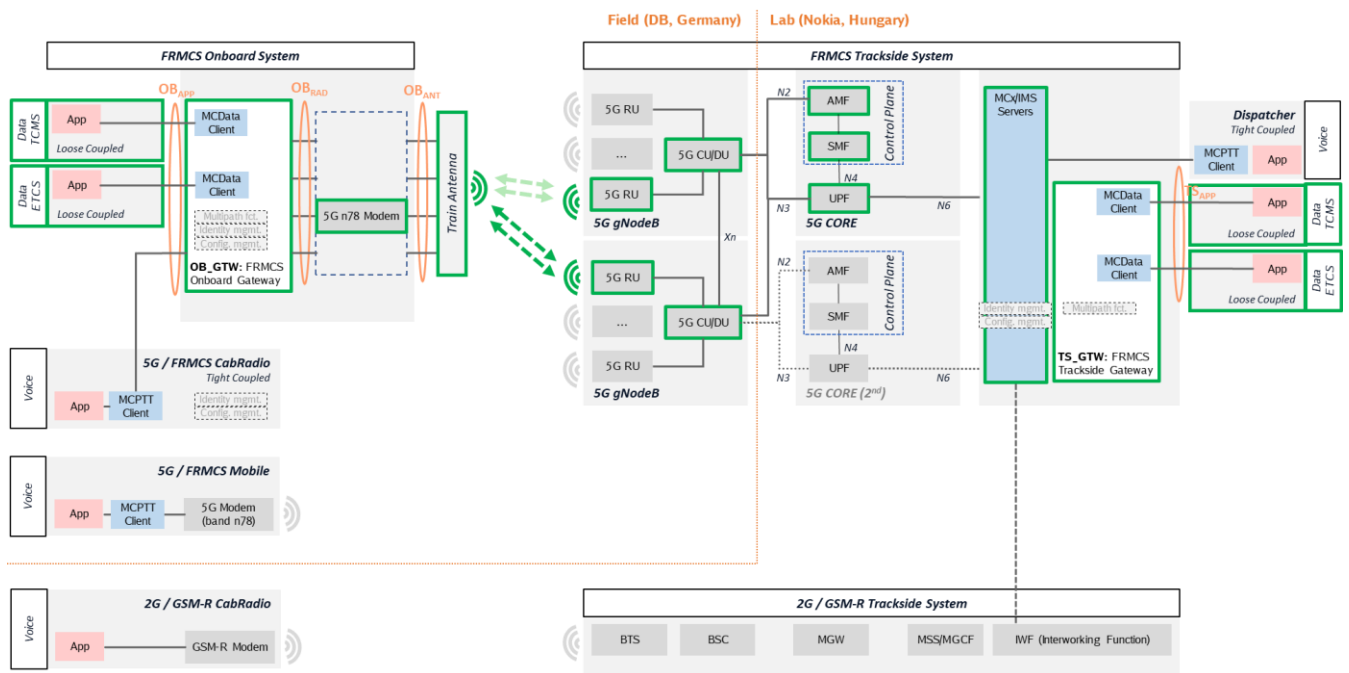 Field (DB, Germany)
Lab (Nokia, Hungary)
FRMCS Onboard System
FRMCS Trackside System
OB_APP
OB_RAD
OB_ANT
Data
TCMS
App
Loose Coupled
Data
ETCS
App
Loose Coupled
MCData
Client
MCData
Client
Multipath fct.
Identity mgmt.
Config. mgmt.
OB_GTW: FRMCS
Onboard Gateway
5G n78 Modem
Train Antenna
5G RU
...
5G RU
5G CU/DU
5G gNodeB
Xn
5G RU
...
5G RU
5G CU/DU
5G gNodeB
N2
AMF
SMF
Control Plane
N4
N3
UPF
N6
5G CORE
N2
AMF
SMF
Control Plane
N4
N3
UPF
N6
5G CORE (2nd)
MCx/IMS
Servers
Identity mgmt.
Config. mgmt.
Multipath fct.
MCData
Client
MCData
Client
TS_GTW: FRMCS
Trackside Gateway
Dispatcher
Tight Coupled
MCPTT
Client
App
Voice
TS_APP
App
Loose Coupled
Data
TCMS
App
Loose Coupled
Data
ETCS
Voice
5G / FRMCS CabRadio
Tight Coupled
App
MCPTT
Client
Identity mgmt.
Config. mgmt.
Voice
5G / FRMCS Mobile
App
MCPTT
Client
5G Modem
(band n78)
Voice
2G / GSM-R CabRadio
App
GSM-R Modem
2G / GSM-R Trackside System
BTS
BSC
MGW
MSS/MGCF
IWF (Interworking Function)